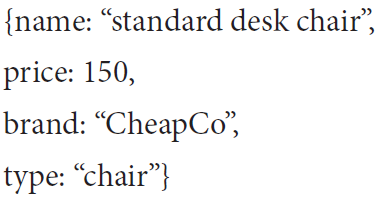 {name: “standard desk chair”,
price: 150,
brand: “CheapCo”,
type: “chair”}